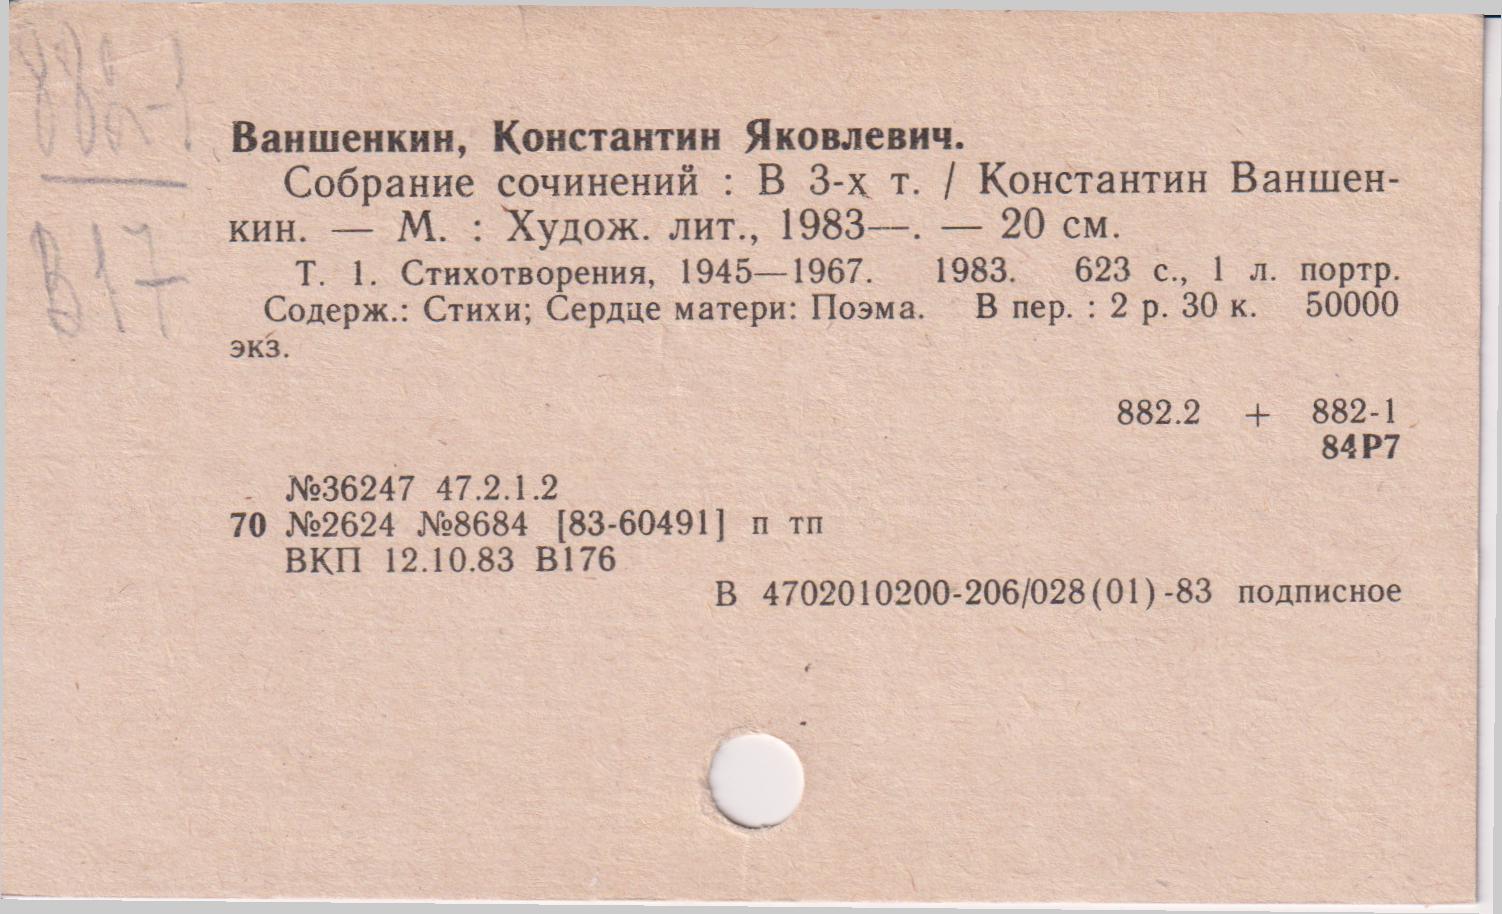 882-1
В17
Ваншенкин, Константин Яковлевич.
Собрание сочинений : В 3-х т. / Константин Ваншен-
кин. — М. : Худож. лит., 1983—. — 20 см.
Т. 1. Стихотворения, 1945—1967. 1983. 623 с., 1 л. портр.
Содерж.: Стихи; Сердце матери: Поэма. В пер. : 2 р. 30 к. 50000
экз.
882.2 + 882-1
84Р7
№36247 47.2.1.2
70 №2624 №8684 [83-60491] п тп
ВКП 12.10.83 В176
В 4702010200-206/028(01)-83 подписное